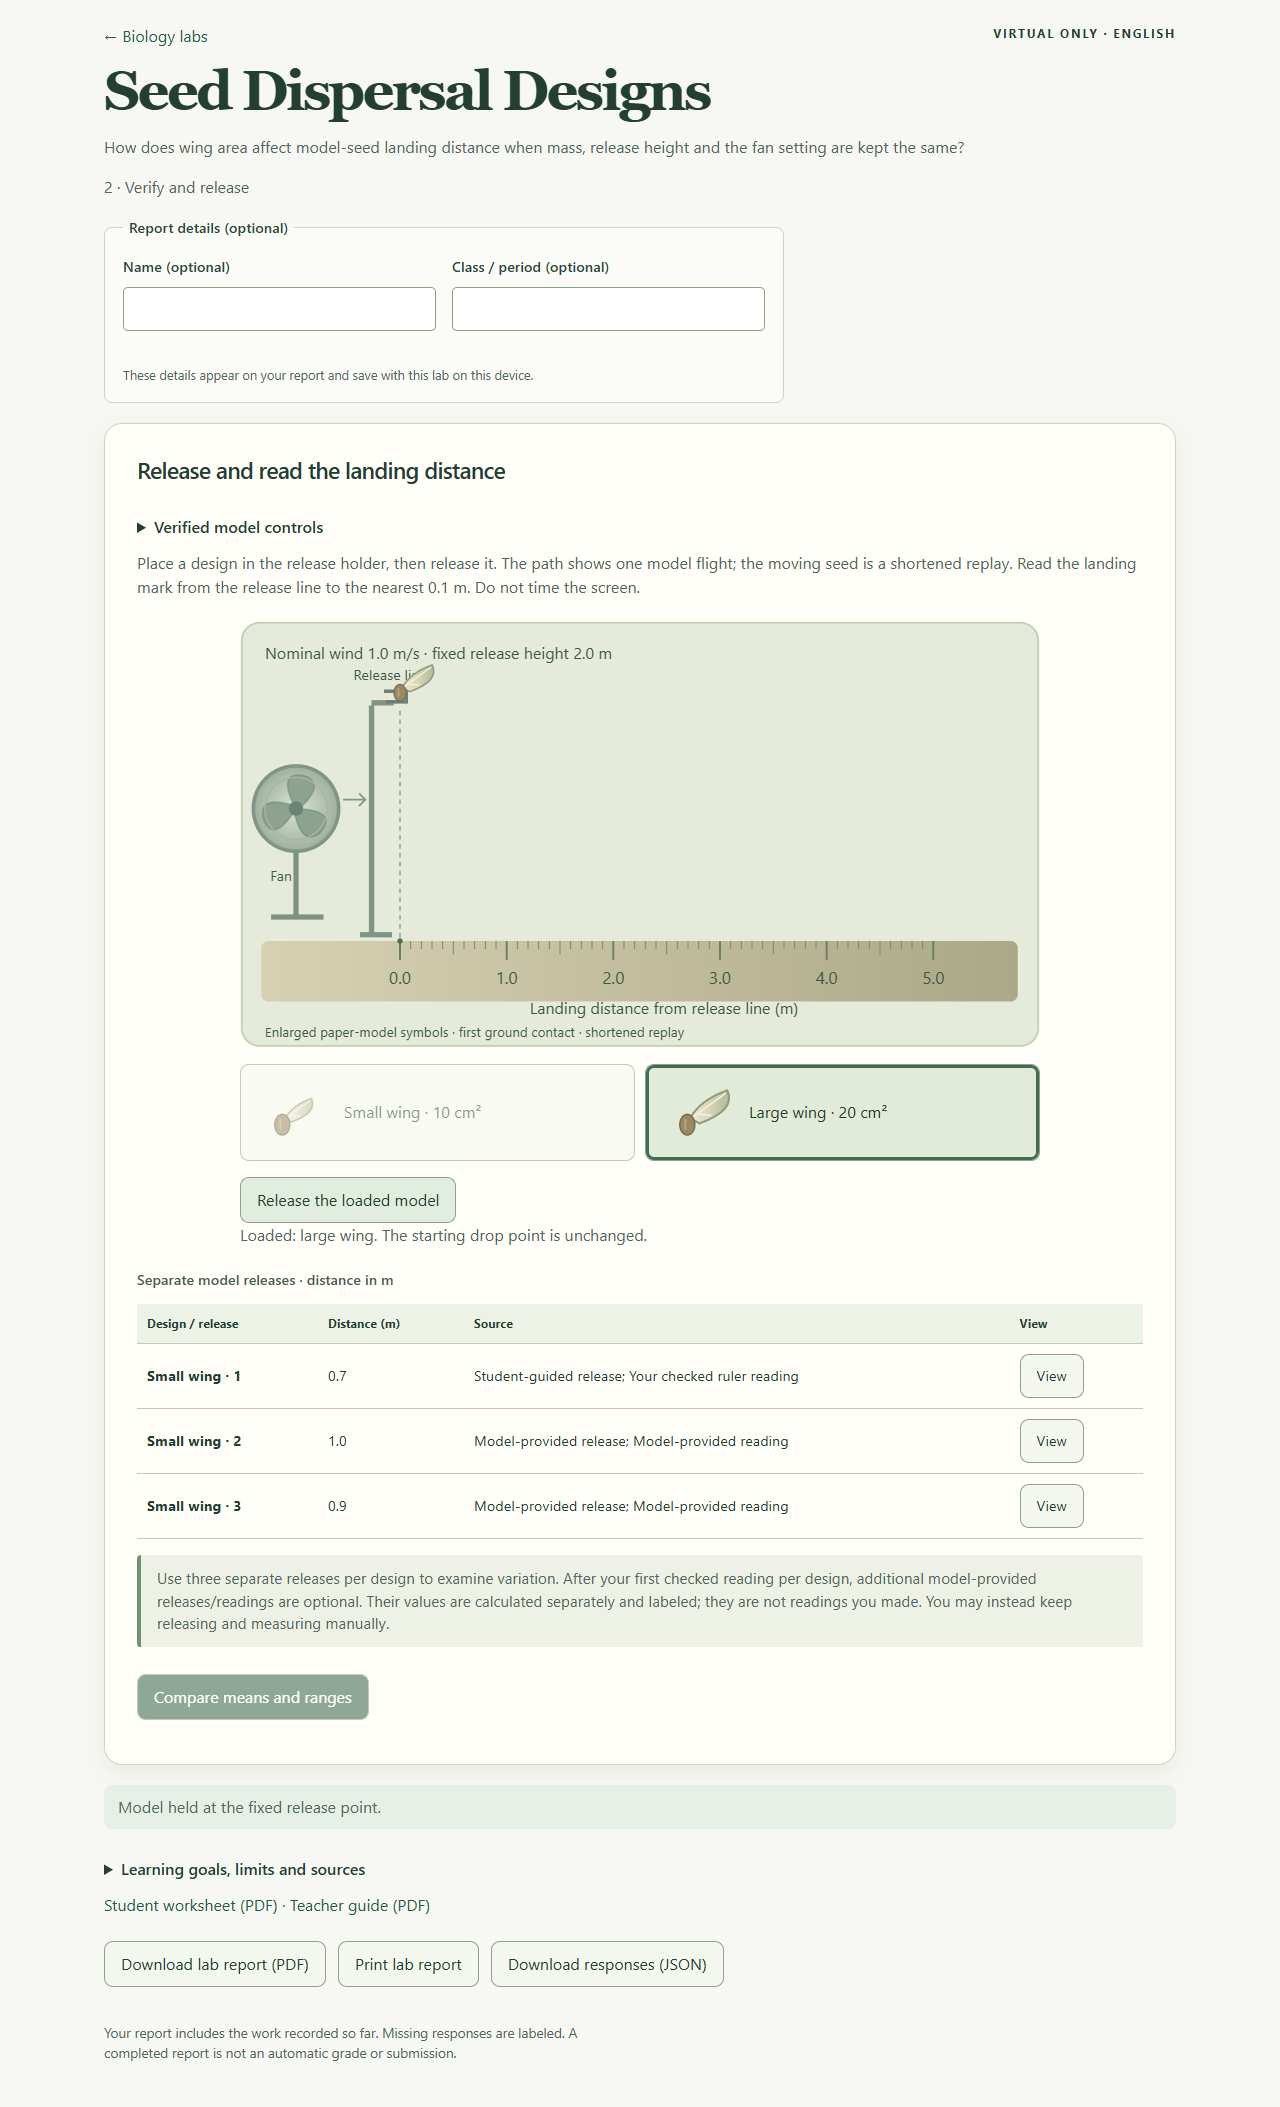 ← Biology labs
VIRTUAL ONLY · ENGLISH
Seed Dispersal Designs
How does wing area affect model-seed landing distance when mass, release height and the fan setting are kept the same?
2 · Verify and release
Report details (optional)
Name (optional)
Class / period (optional)
These details appear on your report and save with this lab on this device.
Release and read the landing distance
▶ Verified model controls
Place a design in the release holder, then release it. The path shows one model flight; the moving seed is a shortened replay. Read the landing
mark from the release line to the nearest 0.1 m. Do not time the screen.
Nominal wind 1.0 m/s · fixed release height 2.0 m
Release
Fan
0.0 1.0 2.0 3.0 4.0 5.0
Landing distance from release line (m)
Enlarged paper-model symbols · first ground contact · shortened replay
Small wing · 10 cm²
Large wing · 20 cm²
Release the loaded model
Loaded: large wing. The starting drop point is unchanged.
Separate model releases · distance in m
Design / release Distance (m) Source View
Small wing · 1 0.7 Student-guided release; Your checked ruler reading View
Small wing · 2 1.0 Model-provided release; Model-provided reading View
Small wing · 3 0.9 Model-provided release; Model-provided reading View
Use three separate releases per design to examine variation. After your first checked reading per design, additional model-provided
releases/readings are optional. Their values are calculated separately and labeled; they are not readings you made. You may instead keep
releasing and measuring manually.
Compare means and ranges
Model held at the fixed release point.
▶ Learning goals, limits and sources
Student worksheet (PDF) · Teacher guide (PDF)
Download lab report (PDF)
Print lab report
Download responses (JSON)
Your report includes the work recorded so far. Missing responses are labeled. A
completed report is not an automatic grade or submission.